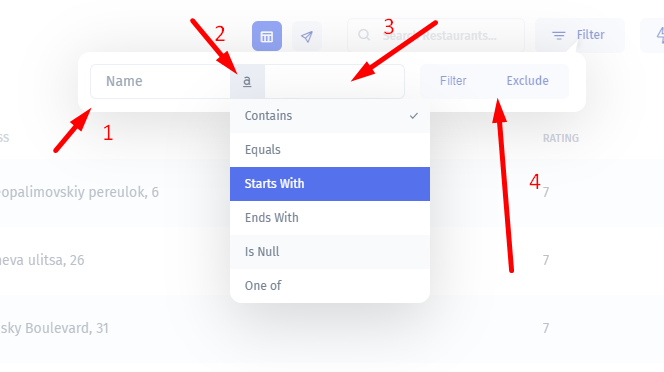 2
3
Search Restaurants...
Filter
Name
a
Filter
Exclude
1
Contains
SS
RATING
Equals
Starts With
4
opalimovskiy pereulok, 6
7
Ends With
Is Null
neva ulitsa, 26
7
One of
sky Boulevard, 31
7